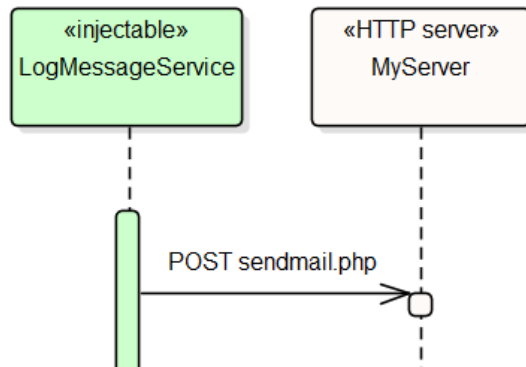 «injectable»
LogMessageService
«HTTP server»
MyServer
POST sendmail.php